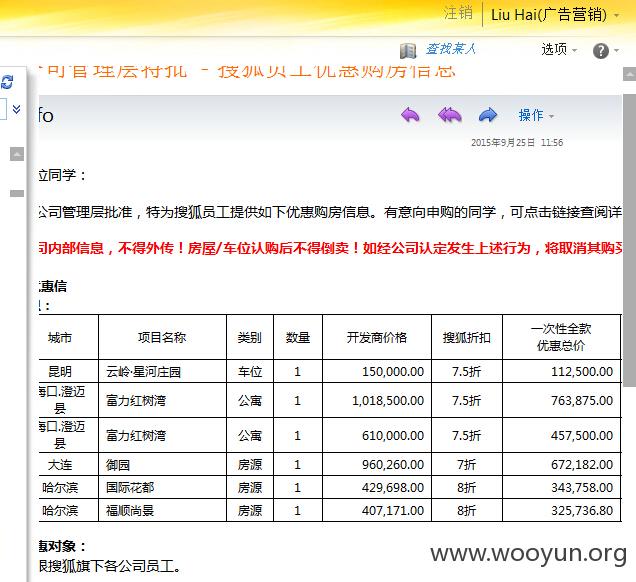 注销 Liu Hai(广告营销)
查找某人 选项
司管理层特批 - 搜狐员工优惠购房信息
fo 操作
2015年9月25日 11:56
位同学：
公司管理层批准，特为搜狐员工提供如下优惠购房信息。有意向申购的同学，可点击链接查阅详
司内部信息，不得外传！房屋/车位认购后不得倒卖！如经公司认定发生上述行为，将取消其购买
惠信
：
城市 项目名称 类别 数量 开发商价格 搜狐折扣 一次性全款
优惠总价
昆明 云岭·星河庄园 车位 1 150,000.00 7.5折 112,500.00
海口.澄迈
县 富力红树湾 公寓 1 1,018,500.00 7.5折 763,875.00
海口.澄迈
县 富力红树湾 公寓 1 610,000.00 7.5折 457,500.00
大连 御园 房源 1 960,260.00 7折 672,182.00
哈尔滨 国际花都 房源 1 429,698.00 8折 343,758.00
哈尔滨 福顺尚景 房源 1 407,171.00 8折 325,736.80
惠对象：
限搜狐旗下各公司员工。
www.wooyun.org